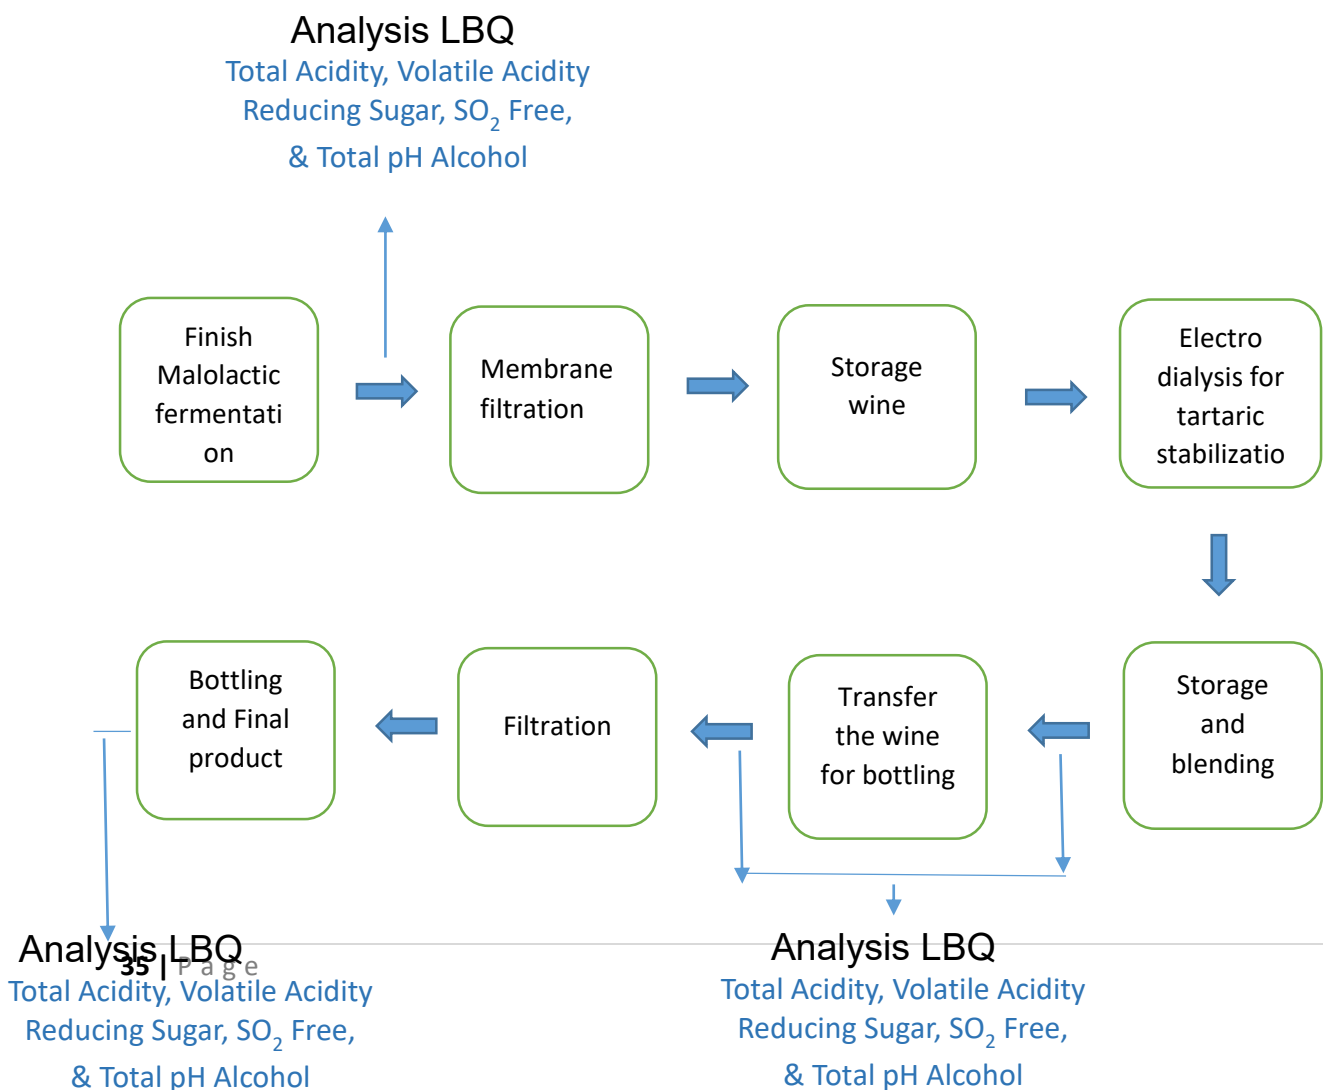 Analysis LBQ
Total Acidity, Volatile Acidity
Reducing Sugar, SO₂ Free,
& Total pH Alcohol
Finish
Malolactic
fermentati
on
Membrane
filtration
Storage
wine
Electro
dialysis for
tartaric
stabilizatio
Bottling
and Final
product
Filtration
Transfer
the wine
for bottling
Storage
and
blending
Analysis LBQ
35 | Page
Total Acidity, Volatile Acidity
Reducing Sugar, SO₂ Free,
& Total pH Alcohol
Analysis LBQ
Total Acidity, Volatile Acidity
Reducing Sugar, SO₂ Free,
& Total pH Alcohol